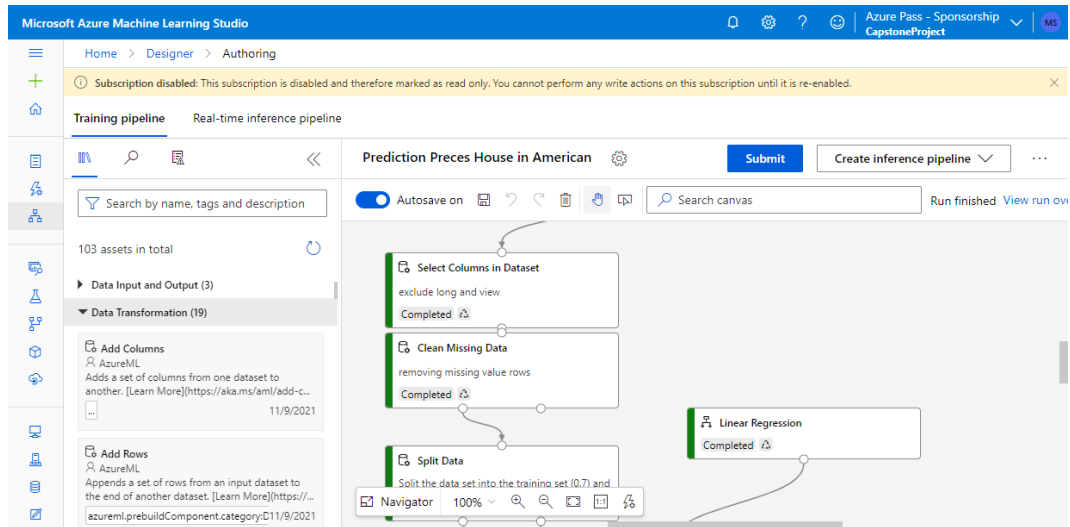 Microsoft Azure Machine Learning Studio
Azure Pass - Sponsorship
CapstoneProject
MS
Home > Designer > Authoring
Subscription disabled: This subscription is disabled and therefore marked as read only. You cannot perform any write actions on this subscription until it is re-enabled.
Training pipeline Real-time inference pipeline
Prediction Preces House in American Submit Create inference pipeline ...
Search by name, tags and description
Autosave on Search canvas Run finished View run ove
103 assets in total
Data Input and Output (3)
Data Transformation (19)
Add Columns
AzureML
Adds a set of columns from one dataset to
another. [Learn More](https://aka.ms/aml/add-c...
... 11/9/2021
Add Rows
AzureML
Appends a set of rows from an input dataset to
the end of another dataset. [Learn More](https://...
azureml.prebuildComponent.category:D 11/9/2021
Select Columns in Dataset
exclude long and view
Completed
Clean Missing Data
removing missing value rows
Completed
Linear Regression
Completed
Split Data
Split the data set into the training set (0.7) and
Navigator 100% 1:1